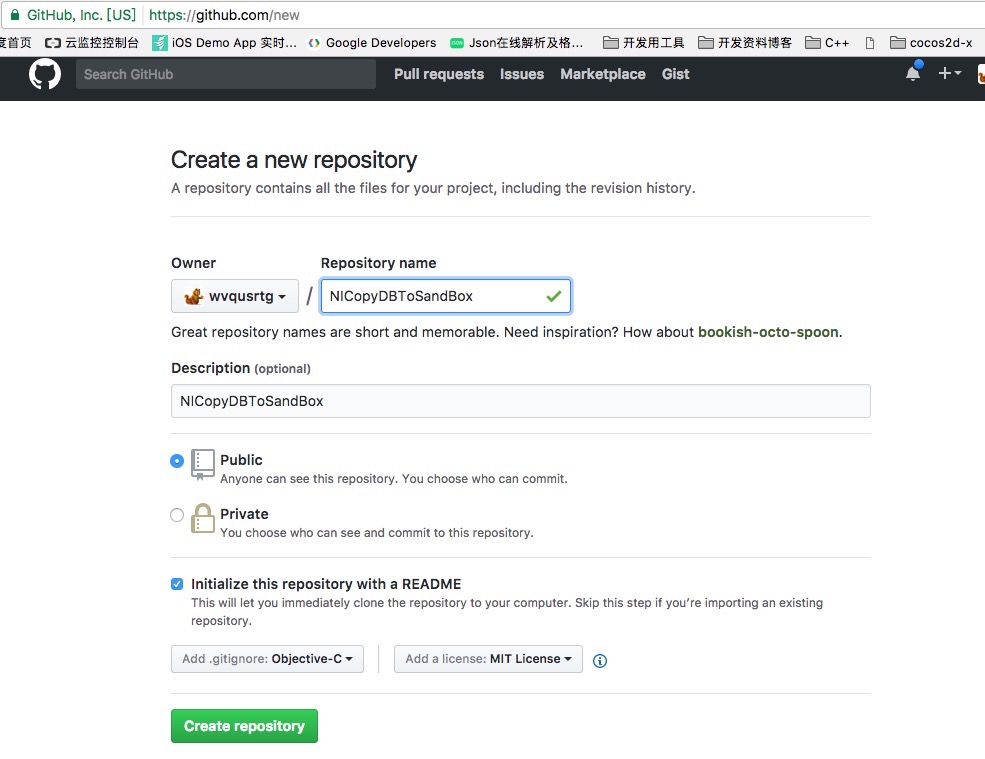 GitHub, Inc. [US] https://github.com/new
度首页 云监控控制台 iOS Demo App 实时... Google Developers Json在线解析及格... 开发用工具 开发资料博客 C++ cocos2d-x
Search GitHub Pull requests Issues Marketplace Gist
Create a new repository
A repository contains all the files for your project, including the revision history.
Owner Repository name
wvqusrtg / NlCopyDBToSandBox
Great repository names are short and memorable. Need inspiration? How about bookish-octo-spoon.
Description (optional)
NlCopyDBToSandBox
Public
Anyone can see this repository. You choose who can commit.
Private
You choose who can see and commit to this repository.
Initialize this repository with a README
This will let you immediately clone the repository to your computer. Skip this step if you’re importing an existing
repository.
Add .gitignore: Objective-C Add a license: MIT License
Create repository